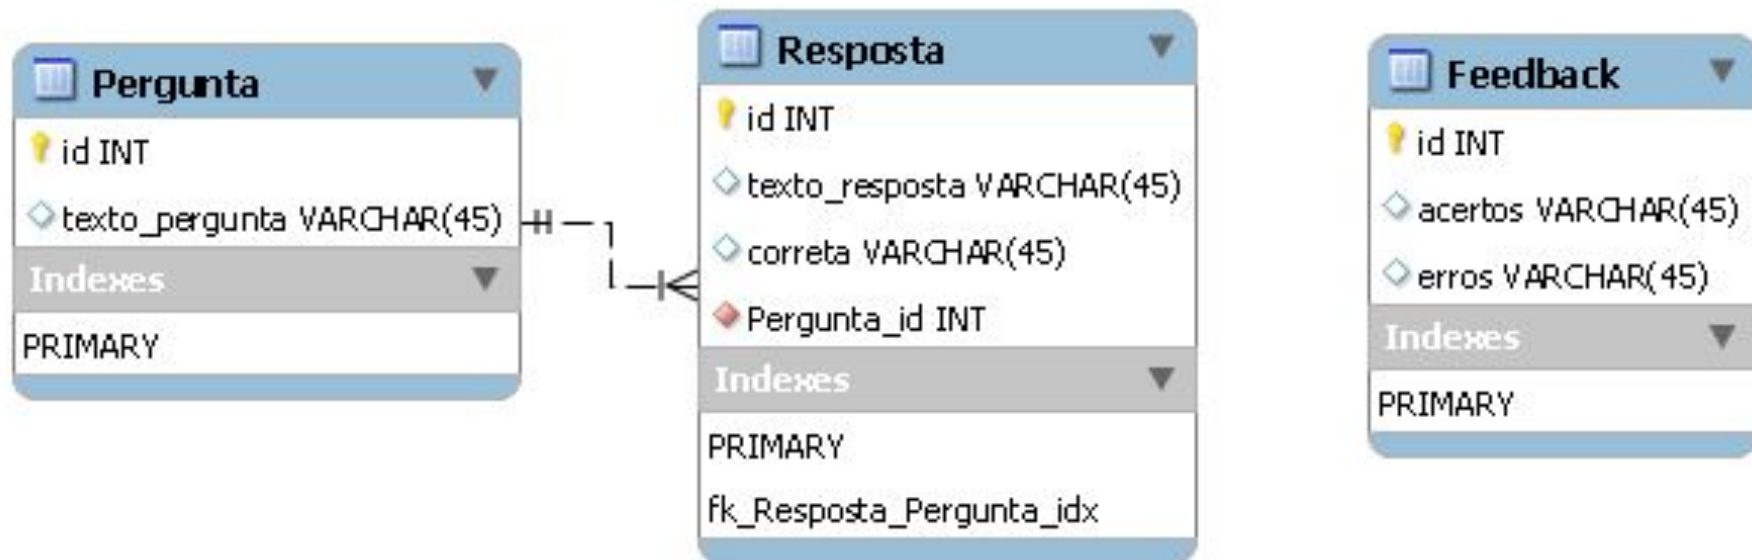 Pergunta
id INT
texto_pergunta VARCHAR(45)
Indexes
PRIMARY
Resposta
id INT
texto_resposta VARCHAR(45)
correta VARCHAR(45)
Pergunta_id INT
Indexes
PRIMARY
fk_Resposta_Pergunta_idx
Feedback
id INT
acertos VARCHAR(45)
erros VARCHAR(45)
Indexes
PRIMARY